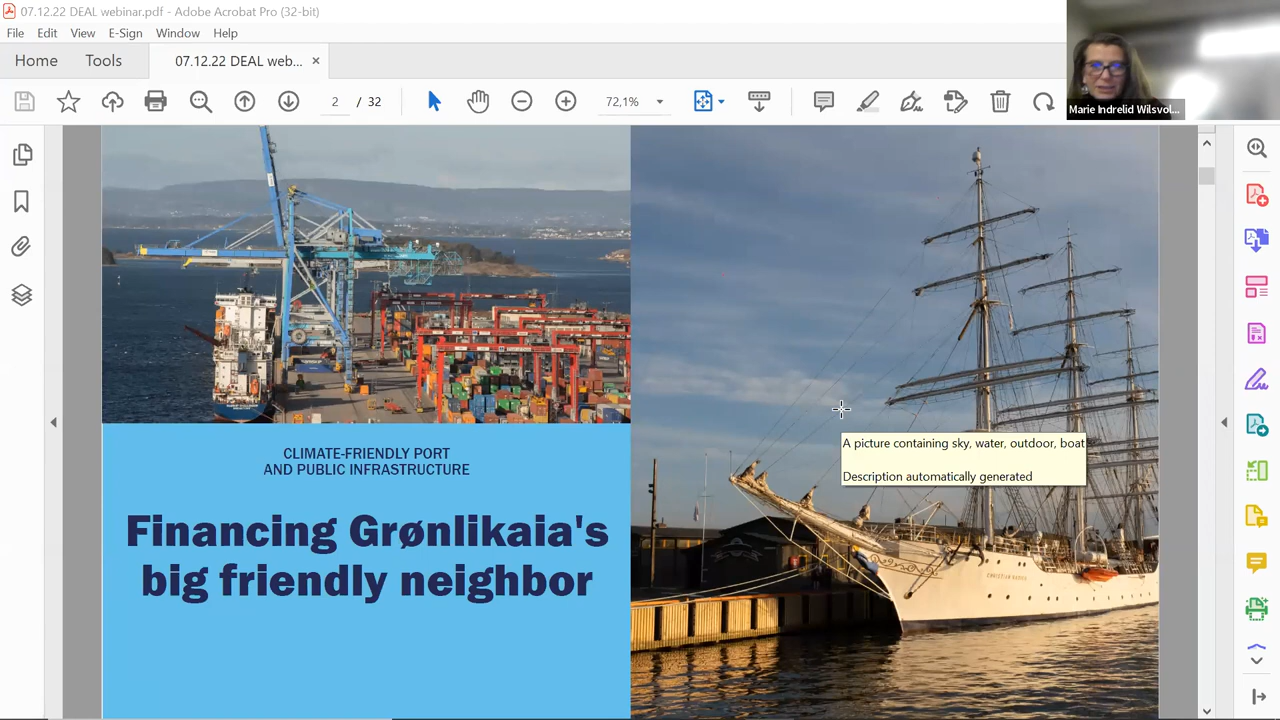 07.12.22 DEAL webinar.pdf - Adobe Acrobat Pro (32-bit)
File Edit View E-Sign Window Help
Home Tools 07.12.22 DEAL web... ×
2 / 32 72,1%
Marie Indrelid Wilsvol...
CLIMATE-FRIENDLY PORT
AND PUBLIC INFRASTRUCTURE
Financing Grønlikaia's
big friendly neighbor
A picture containing sky, water, outdoor, boat
Description automatically generated
CHRISTIAN RADICH